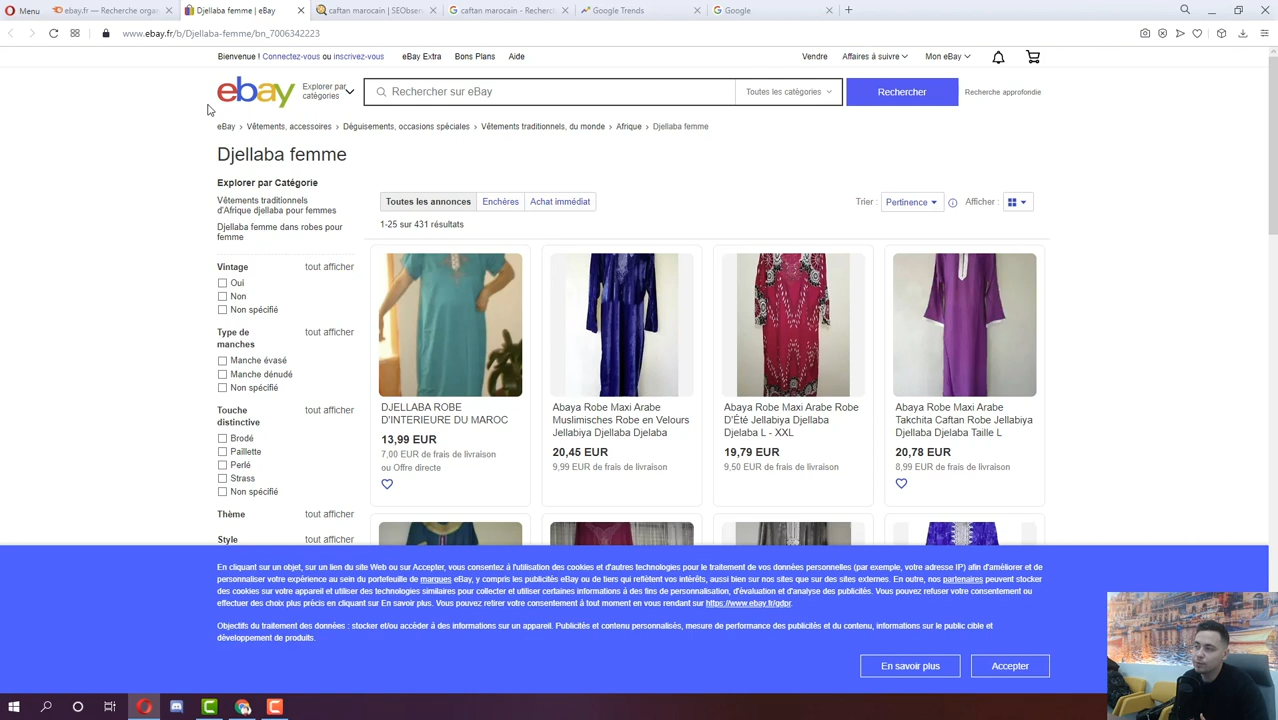 Menu
ebay.fr — Recherche organ
Djellaba femme | eBay
caftan marocain | SEObser
caftan marocain - Recherc
Google Trends
Google
www.ebay.fr/b/Djellaba-femme/bn_7006342223
Bienvenue ! Connectez-vous ou inscrivez-vous
eBay Extra
Bons Plans
Aide
Vendre
Affaires à suivre
Mon eBay
ebay
Explorer par
catégories
Rechercher sur eBay
Toutes les catégories
Rechercher
Recherche approfondie
eBay > Vêtements, accessoires > Déguisements, occasions spéciales > Vêtements traditionnels, du monde > Afrique > Djellaba femme
Djellaba femme
Explorer par Catégorie
Vêtements traditionnels
d'Afrique djellaba pour femmes
Djellaba femme dans robes pour
femme
Vintage
tout afficher
Oui
Non
Non spécifié
Type de
manches
tout afficher
Manche évasé
Manche dénudé
Non spécifié
Touche
distinctive
tout afficher
Brodé
Paillette
Perlé
Strass
Non spécifié
Thème
tout afficher
Style
tout afficher
Toutes les annonces
Enchères
Achat immédiat
Trier :
Pertinence
Afficher :
1-25 sur 431 résultats
DJELLABA ROBE
D'INTERIEURE DU MAROC
13,99 EUR
7,00 EUR de frais de livraison
ou Offre directe
Abaya Robe Maxi Arabe
Muslimisches Robe en Velours
Jellabiya Djellaba Djelaba
20,45 EUR
9,99 EUR de frais de livraison
Abaya Robe Maxi Arabe Robe
D'Été Jellabiya Djellaba
Djelaba L - XXL
19,79 EUR
9,50 EUR de frais de livraison
Abaya Robe Maxi Arabe
Takchita Caftan Robe Jellabiya
Djellaba Djelaba Taille L
20,78 EUR
8,99 EUR de frais de livraison
En cliquant sur un objet, sur un lien du site Web ou sur Accepter, vous consentez à l'utilisation des cookies et d'autres technologies pour le traitement de vos données personnelles (par exemple, votre adresse IP) afin d'améliorer et de
personnaliser votre expérience au sein du portefeuille de marques eBay, y compris les publicités eBay ou de tiers qui reflètent vos intérêts, aussi bien sur nos sites que sur des sites externes. En outre, nos partenaires peuvent stocker
des cookies sur votre appareil et utiliser des technologies similaires pour collecter et utiliser certaines informations à des fins de personnalisation, d'évaluation et d'analyse des publicités. Vous pouvez refuser votre consentement ou
effectuer des choix plus précis en cliquant sur En savoir plus. Vous pouvez retirer votre consentement à tout moment en vous rendant sur https://www.ebay.fr/gdpr.
Objectifs du traitement des données : stocker et/ou accéder à des informations sur un appareil. Publicités et contenu personnalisés, mesure de performance des publicités et du contenu, informations sur le public cible et
développement de produits.
En savoir plus
Accepter